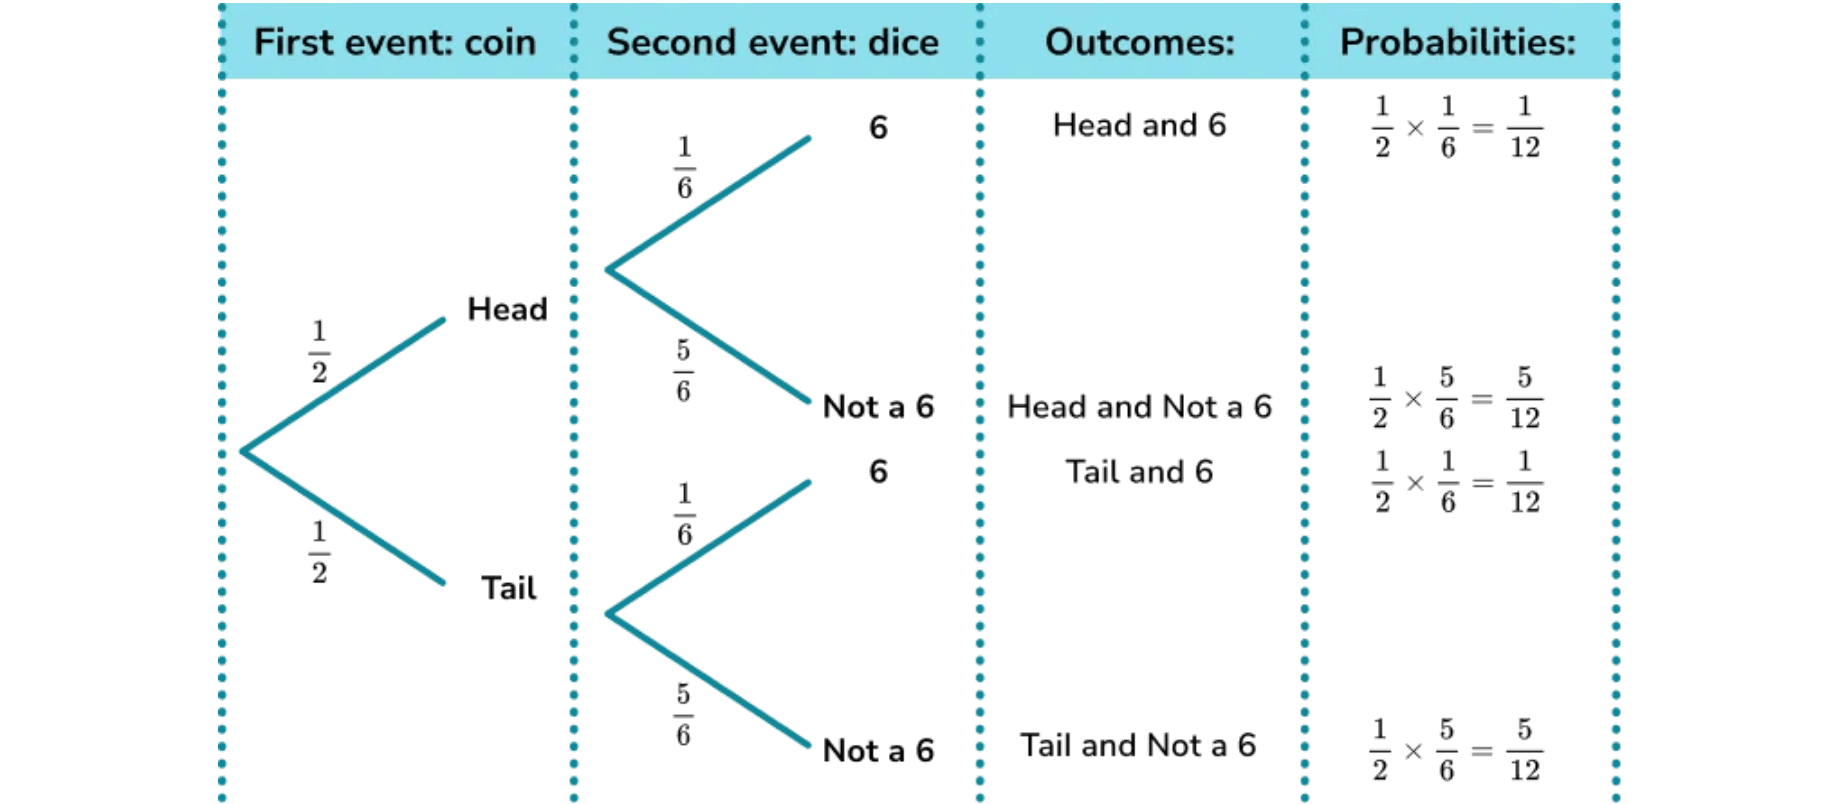 First event: coin Second event: dice Outcomes: Probabilities:
1/6 6 Head and 6 1/2 × 1/6 = 1/12
1/2 Head
5/6 Not a 6 Head and Not a 6 1/2 × 5/6 = 5/12
1/6 6 Tail and 6 1/2 × 1/6 = 1/12
1/2 Tail
5/6 Not a 6 Tail and Not a 6 1/2 × 5/6 = 5/12